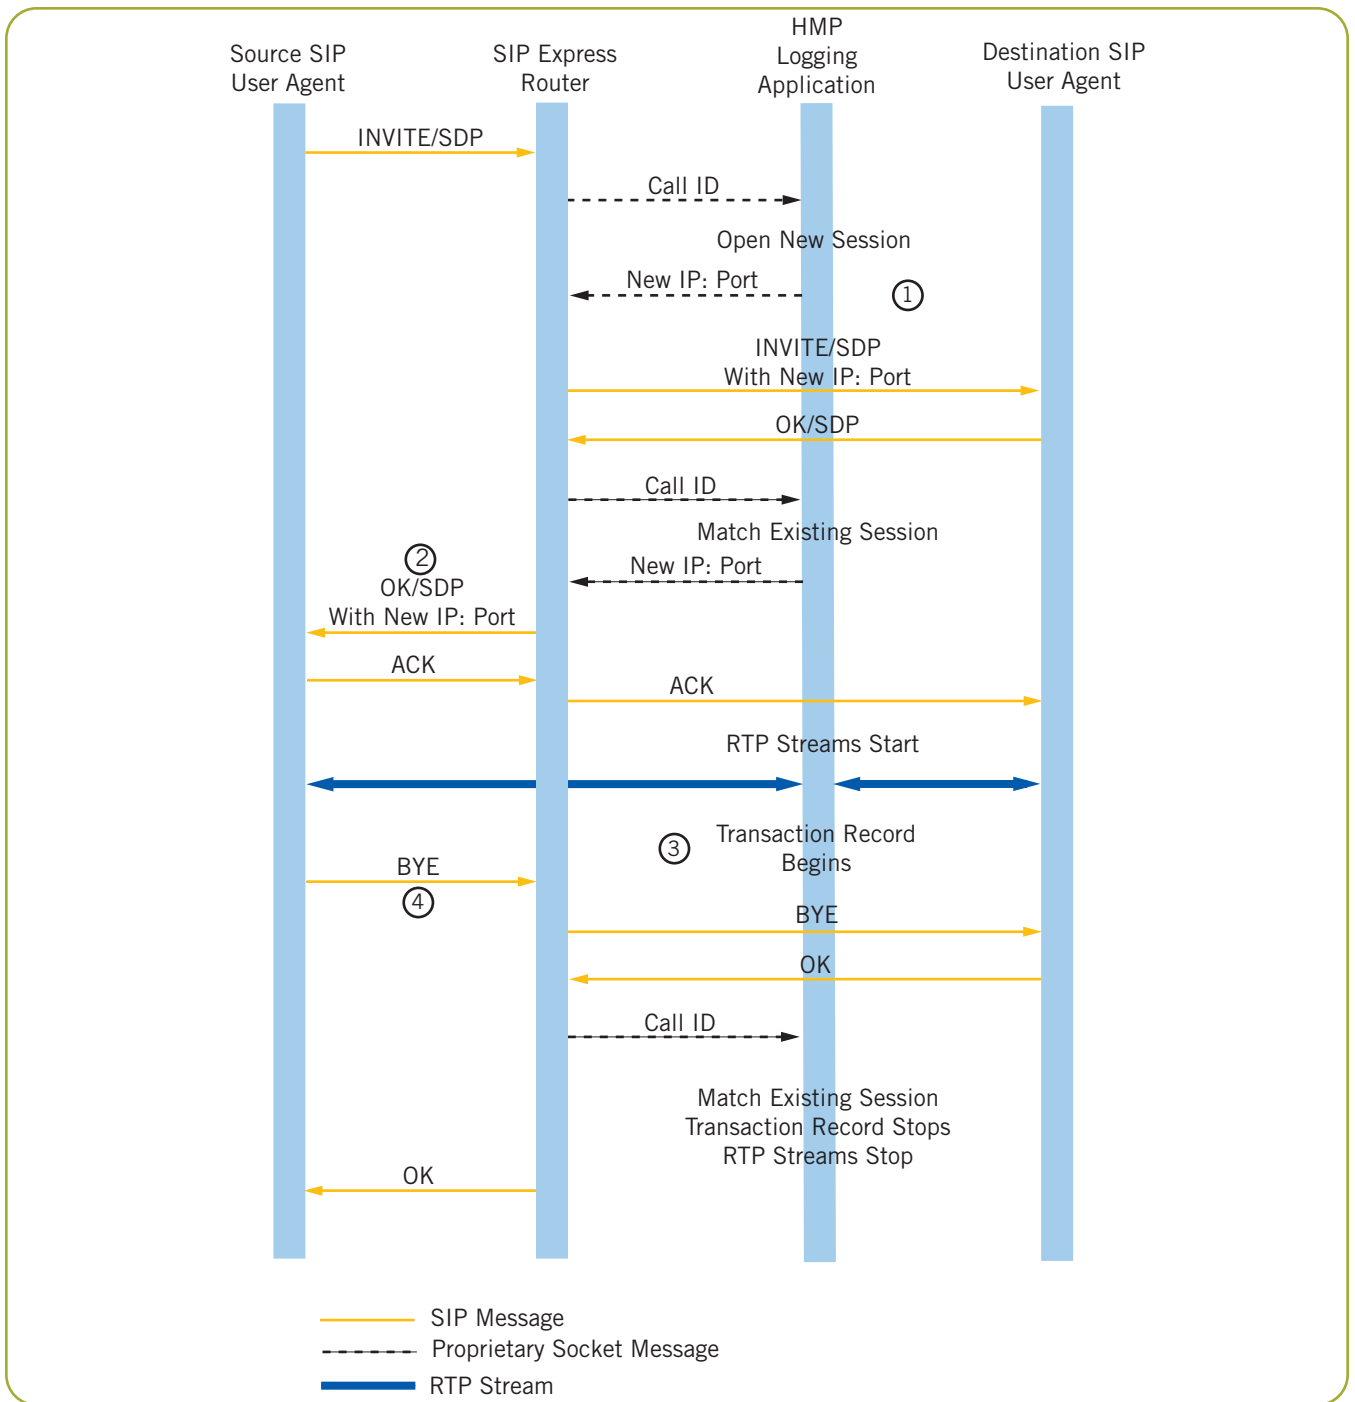 Source SIP
User Agent
SIP Express
Router
HMP
Logging
Application
Destination SIP
User Agent
INVITE/SDP
Call ID
Open New Session
New IP: Port
1
INVITE/SDP
With New IP: Port
OK/SDP
Call ID
Match Existing Session
New IP: Port
2
OK/SDP
With New IP: Port
ACK
ACK
RTP Streams Start
3
Transaction Record
Begins
BYE
4
BYE
OK
Call ID
Match Existing Session
Transaction Record Stops
RTP Streams Stop
OK
SIP Message
Proprietary Socket Message
RTP Stream